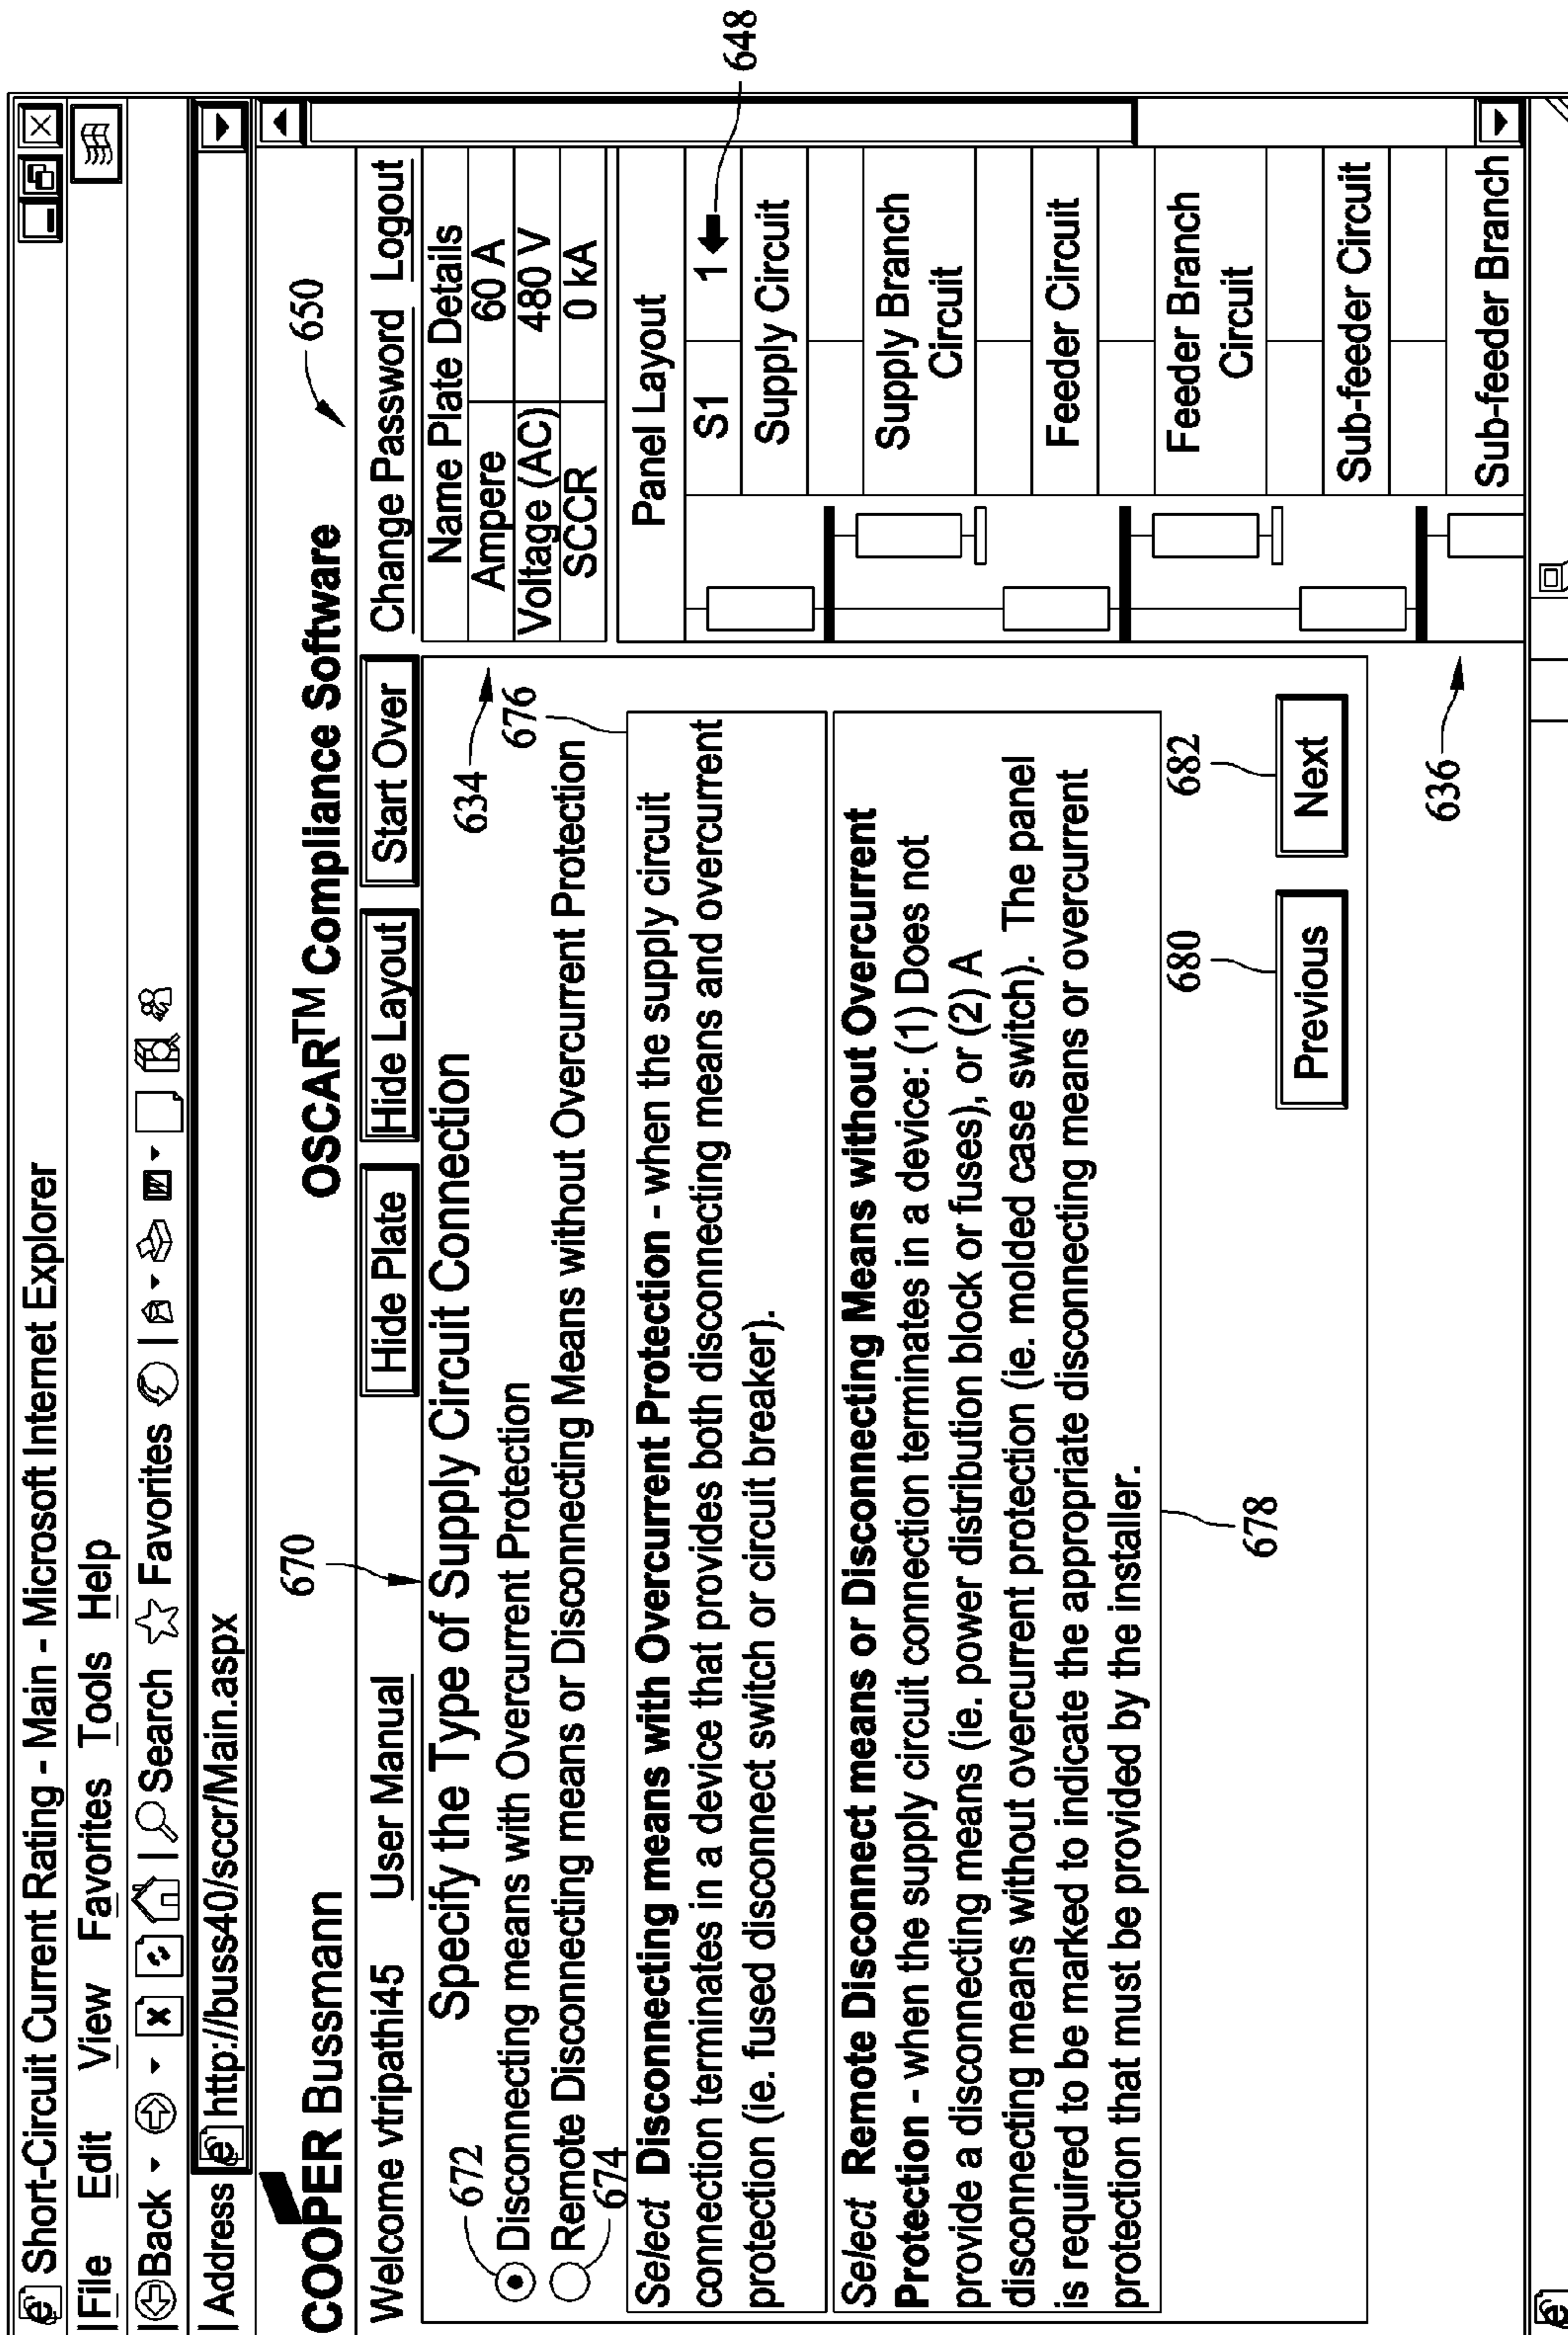 Short-Circuit Current Rating - Main - Microsoft Internet Explorer
File Edit View Favorites Tools Help
Back Search Favorites
Address http://buss40/sccr/Main.aspx
COOPER Bussmann
OSCAR™ Compliance Software
650
670
Welcome vtripathi45 User Manual Hide Plate Hide Layout Start Over Change Password Logout
Specify the Type of Supply Circuit Connection
672
Disconnecting means with Overcurrent Protection
674
Remote Disconnecting means or Disconnecting Means without Overcurrent Protection
634
676
Select Disconnecting means with Overcurrent Protection - when the supply circuit
connection terminates in a device that provides both disconnecting means and overcurrent
protection (ie. fused disconnect switch or circuit breaker).
Select Remote Disconnect means or Disconnecting Means without Overcurrent
Protection - when the supply circuit connection terminates in a device: (1) Does not
provide a disconnecting means (ie. power distribution block or fuses), or (2) A
disconnecting means without overcurrent protection (ie. molded case switch). The panel
is required to be marked to indicate the appropriate disconnecting means or overcurrent
protection that must be provided by the installer.
678
680
682
Previous Next
636
Name Plate Details
Ampere 60 A
Voltage (AC) 480 V
SCCR 0 kA
Panel Layout
S1 1
648
Supply Circuit
Supply Branch
Circuit
Feeder Circuit
Feeder Branch
Circuit
Sub-feeder Circuit
Sub-feeder Branch